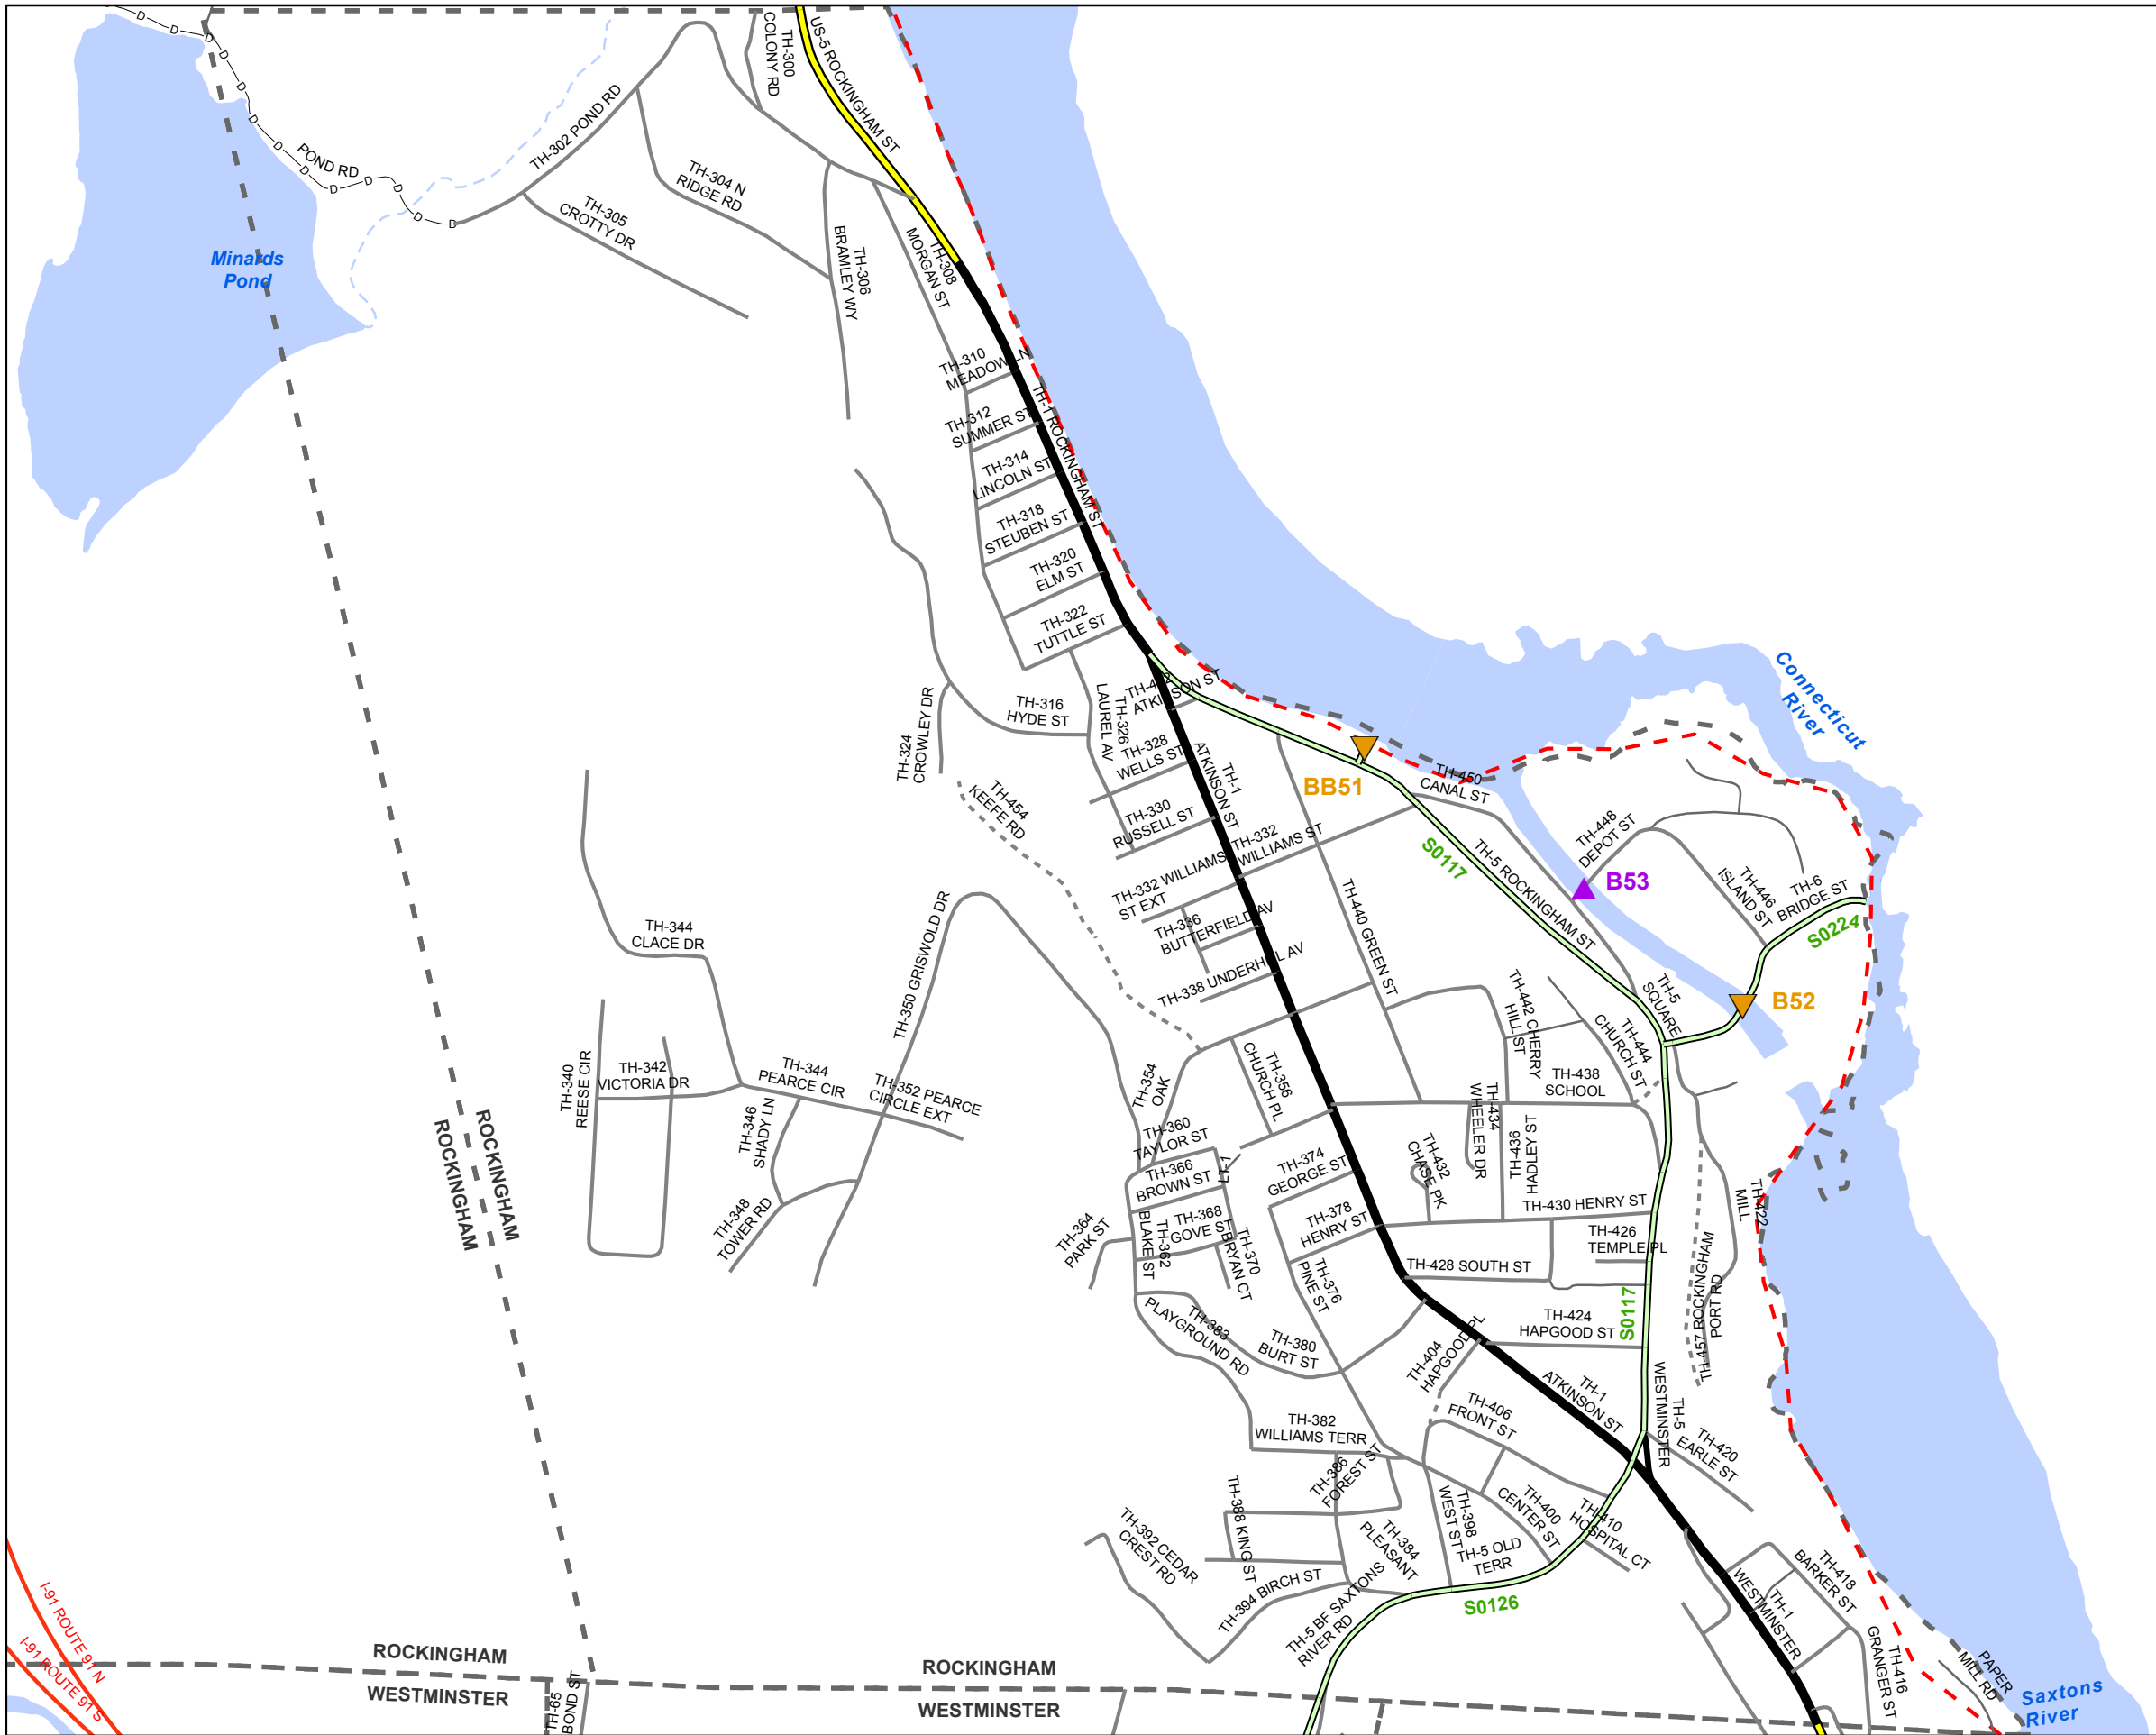 US-5 ROCKINGHAM ST
TH-300
COLONY RD
D D D D D D D D D D D D D D
POND RD
TH-302 POND RD
TH-304 N
RIDGE RD
TH-305
CROTTY DR
TH-306
BRAMLEY WY
TH-308
MORGAN ST
Minards
Pond
TH-310
MEADOW LN
TH-1 ROCKINGHAM ST
TH-312
SUMMER ST
TH-314
LINCOLN ST
TH-318
STEUBEN ST
TH-320
ELM ST
TH-322
TUTTLE ST
ATKINSON ST
TH-316
HYDE ST
TH-326
LAUREL AV
TH-324
CROWLEY DR
TH-328
WELLS ST
TH-1
ATKINSON ST
Connecticut
River
BB51
TH-450
CANAL ST
TH-454
KEEFE RD
TH-330
RUSSELL ST
TH-332
WILLIAMS ST
TH-332 WILLIAMS
ST EXT
S0117
TH-5 ROCKINGHAM ST
TH-448
DEPOT ST
B53
TH-446
ISLAND ST
TH-6
BRIDGE ST
S0224
TH-336
BUTTERFIELD AV
TH-338 UNDERHILL AV
TH-440 GREEN ST
TH-344
CLACE DR
TH-350 GRISWOLD DR
TH-442 CHERRY
HILL ST
TH-5
SQUARE
B52
TH-444
CHURCH ST
TH-438
SCHOOL
TH-340
REESE CIR
TH-342
VICTORIA DR
TH-344
PEARCE CIR
TH-352 PEARCE
CIRCLE EXT
TH-346
SHADY LN
TH-348
TOWER RD
TH-354
OAK
TH-356
CHURCH PL
TH-360
TAYLOR ST
TH-366
BROWN ST
LT-7
TH-368
GOVE ST
TH-362
BLAKE ST
TH-364
PARK ST
TH-370
BRYAN CT
TH-374
GEORGE ST
TH-378
HENRY ST
TH-376
PINE ST
TH-432
CHASE PK
TH-434
WHEELER DR
TH-436
HADLEY ST
TH-430 HENRY ST
TH-426
TEMPLE PL
TH-428 SOUTH ST
TH-422
MILL
TH-457 ROCKINGHAM
PORT RD
S0117
TH-424
HAPGOOD ST
TH-383
PLAYGROUND RD
TH-380
BURT ST
TH-404
HAPGOOD PL
TH-1
ATKINSON ST
TH-5
WESTMINSTER
TH-420
EARLE ST
TH-406
FRONT ST
TH-382
WILLIAMS TERR
TH-386
FOREST ST
TH-388 KING ST
TH-392 CEDAR
CREST RD
TH-384
PLEASANT
TH-398
WEST ST
TH-400
CENTER ST
TH-410
HOSPITAL CT
TH-5 OLD
TERR
TH-394 BIRCH ST
TH-5 BF SAXTONS
RIVER RD
S0126
TH-1
WESTMINSTER
TH-418
BARKER ST
TH-416
GRANGER ST
PAPER
MILL RD
Saxtons
River
ROCKINGHAM
ROCKINGHAM
I-91 ROUTE 91 N
I-91 ROUTE 91 S
ROCKINGHAM
WESTMINSTER
TH-65
BOND ST
ROCKINGHAM
WESTMINSTER